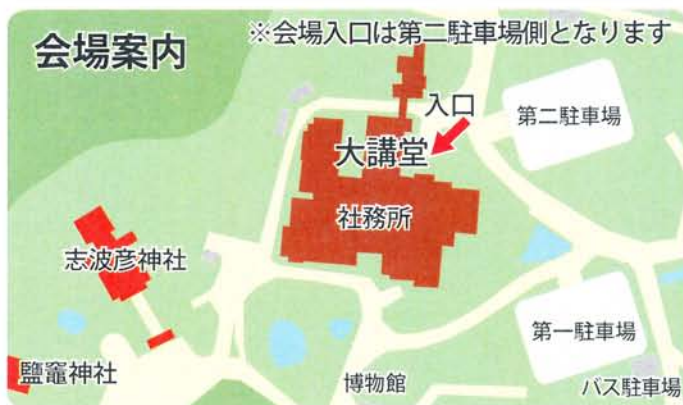 会場案内
※会場入口は第二駐車場側となります
入口
第二駐車場
大講堂
社務所
志波彦神社
第一駐車場
鹽竈神社
博物館
バス駐車場